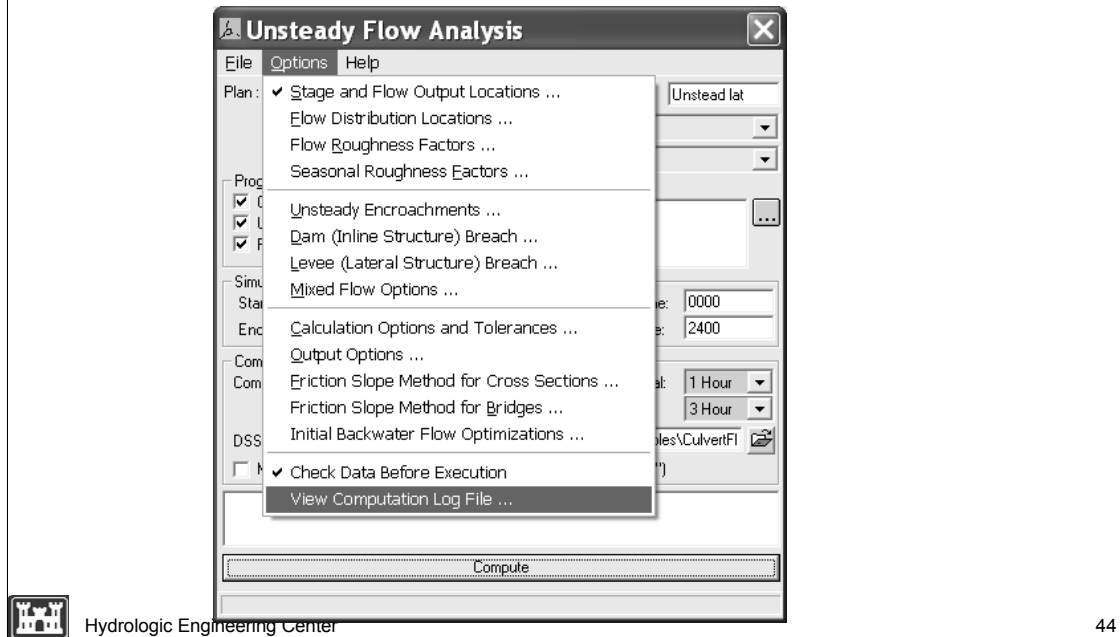 Unsteady Flow Analysis
File Options Help
Plan : Unstead lat
✔ Stage and Flow Output Locations ...
Flow Distribution Locations ...
Flow Roughness Factors ...
Seasonal Roughness Factors ...
Unsteady Encroachments ...
Dam (Inline Structure) Breach ...
Levee (Lateral Structure) Breach ...
Mixed Flow Options ...
0000
2400
Calculation Options and Tolerances ...
Output Options ...
Friction Slope Method for Cross Sections ...
1 Hour
Friction Slope Method for Bridges ...
3 Hour
Initial Backwater Flow Optimizations ...
DSS
ples\CulvertFl
✔ Check Data Before Execution
View Computation Log File ...
Compute
Hydrologic Engineering Center
44